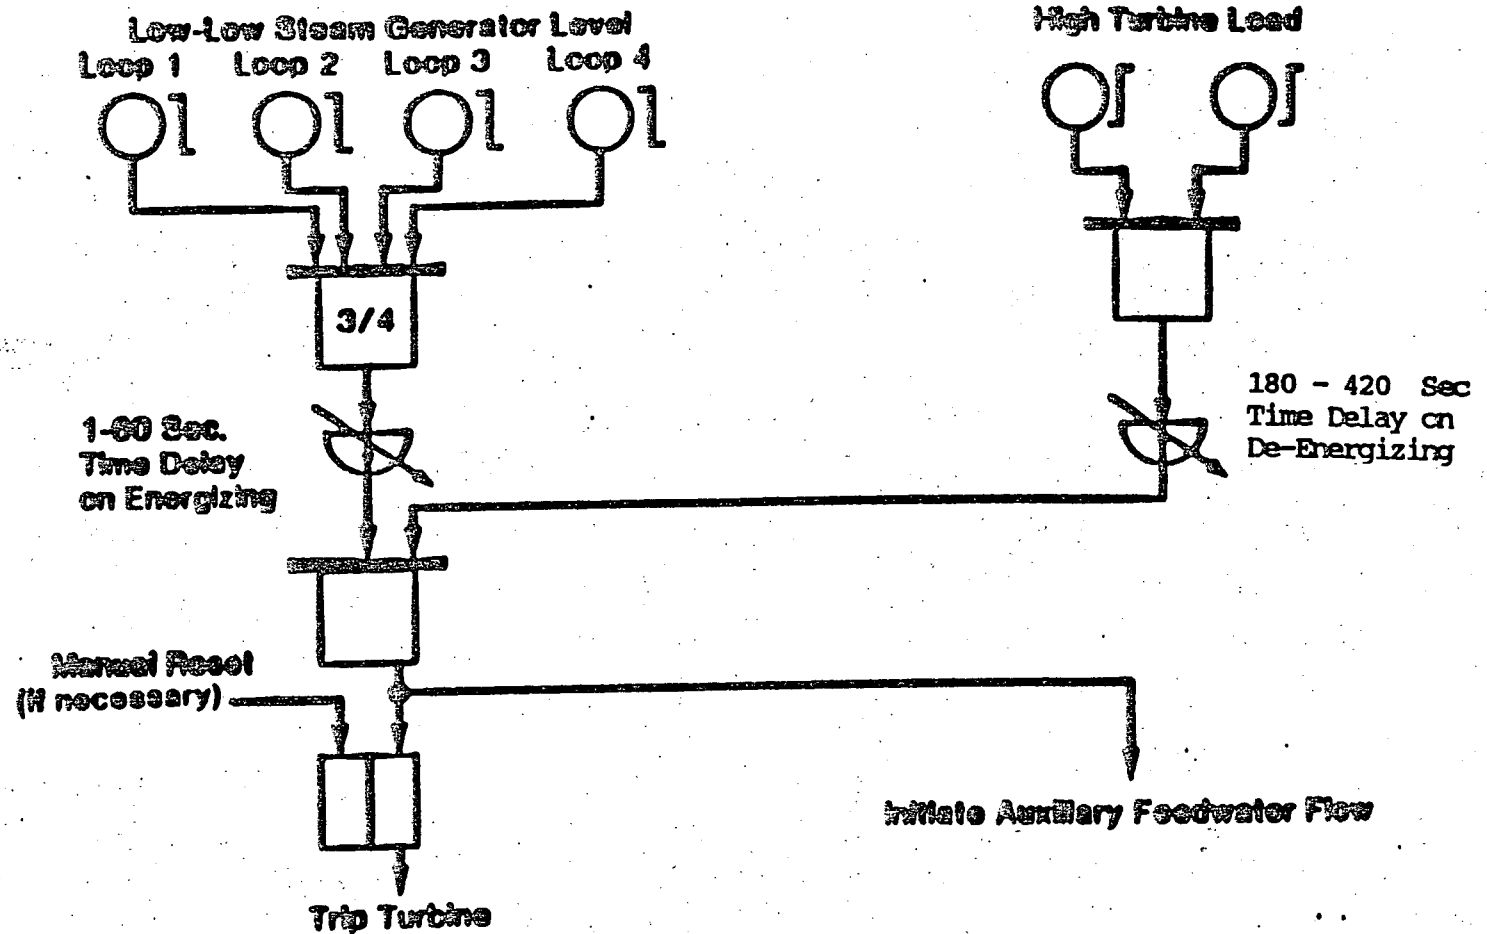 Low-Low Steam Generator Level
Loop 1 Loop 2 Loop 3 Loop 4
High Turbine Load
3/4
1-60 Sec.
Time Delay
on Energizing
180 - 420 Sec
Time Delay on
De-Energizing
Manual Reset
(if necessary)
Initiate Auxiliary Feedwater Flow
Trip Turbine